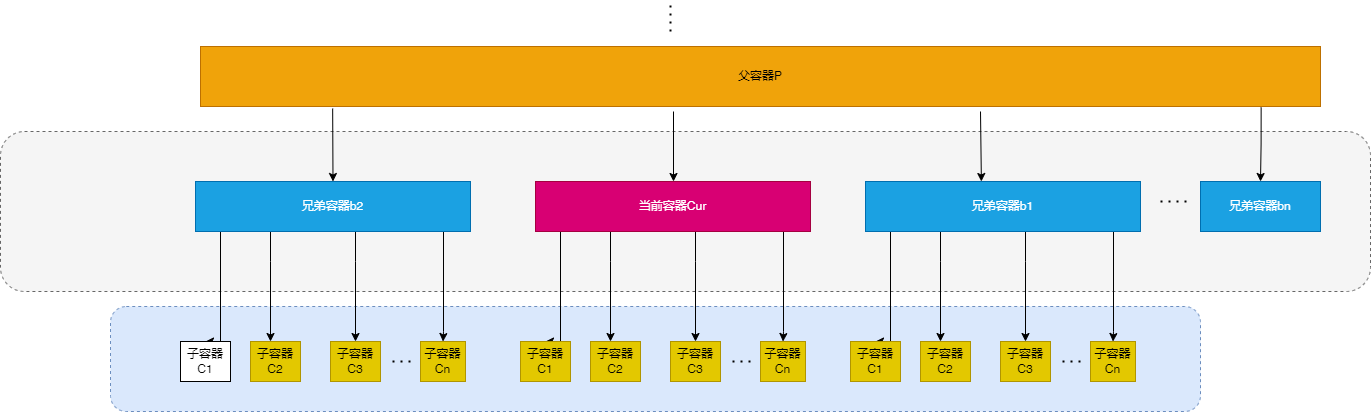 父容器P
兄弟容器b2
当前容器Cur
兄弟容器b1
兄弟容器bn
子容器
C1
子容器
C2
子容器
C3
子容器
Cn
子容器
C1
子容器
C2
子容器
C3
子容器
Cn
子容器
C1
子容器
C2
子容器
C3
子容器
Cn